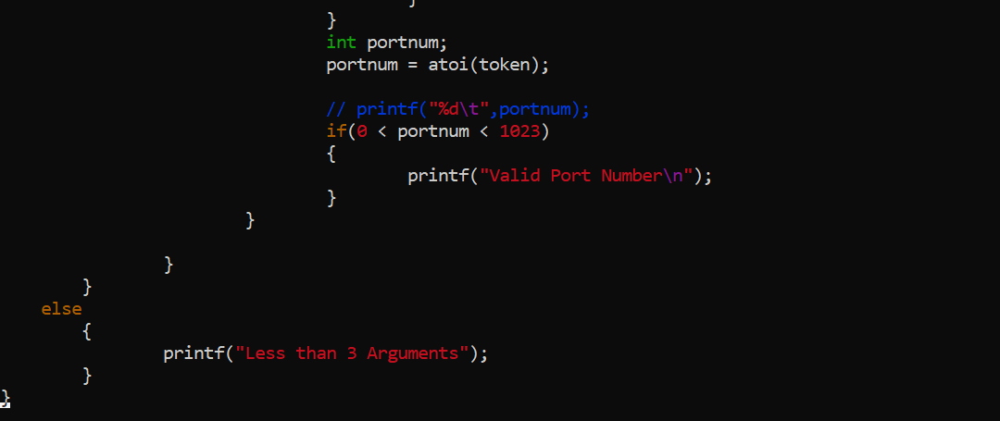 }
}
int portnum;
portnum = atoi(token);
// printf("%d\t",portnum);
if(0 < portnum < 1023)
{
printf("Valid Port Number\n");
}
}
}
}
else
{
printf("Less than 3 Arguments");
}
}